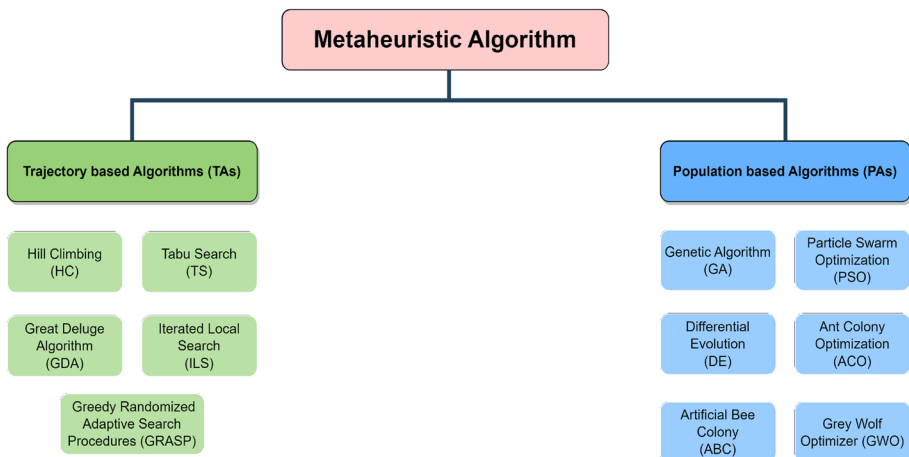 Metaheuristic Algorithm
Trajectory based Algorithms (TAs)
Population based Algorithms (PAs)
Hill Climbing
(HC)
Tabu Search
(TS)
Great Deluge
Algorithm
(GDA)
Iterated Local
Search
(ILS)
Greedy Randomized
Adaptive Search
Procedures (GRASP)
Genetic Algorithm
(GA)
Particle Swarm
Optimization
(PSO)
Differential
Evolution
(DE)
Ant Colony
Optimization
(ACO)
Artificial Bee
Colony
(ABC)
Grey Wolf
Optimizer (GWO)